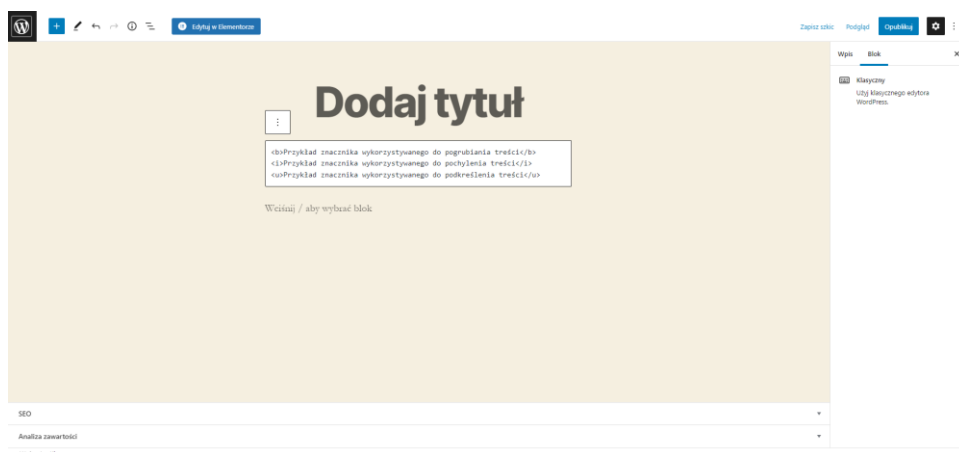 Edytuj w Elementorze
Zapisz szkic Podgląd Opublikuj
Wpis Blok
Klasyczny
Użyj klasycznego edytora
WordPress.
Dodaj tytuł
<b>Przykład znacznika wykorzystywanego do pogrubiania treści</b>
<i>Przykład znacznika wykorzystywanego do pochylenia treści</i>
<u>Przykład znacznika wykorzystywanego do podkreślenia treści</u>
Wciśnij / aby wybrać blok
SEO
Analiza zawartości